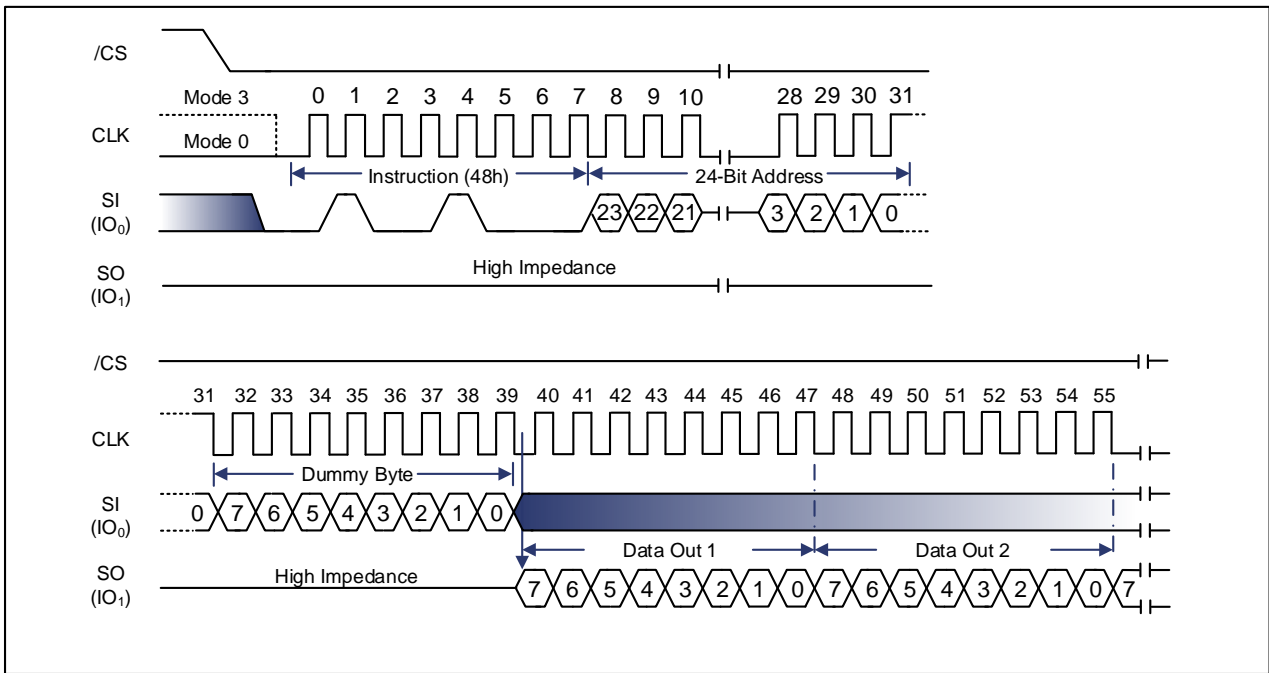 /CS
Mode 3 0 1 2 3 4 5 6 7 8 9 10 28 29 30 31
CLK Mode 0
Instruction (48h) 24-Bit Address
SI
(IO₀) 23 22 21 3 2 1 0
SO High Impedance
(IO₁)
/CS
31 32 33 34 35 36 37 38 39 40 41 42 43 44 45 46 47 48 49 50 51 52 53 54 55
CLK
Dummy Byte
SI
(IO₀) 0 7 6 5 4 3 2 1 0
Data Out 1 Data Out 2
SO High Impedance
(IO₁) 7 6 5 4 3 2 1 0 7 6 5 4 3 2 1 0 7